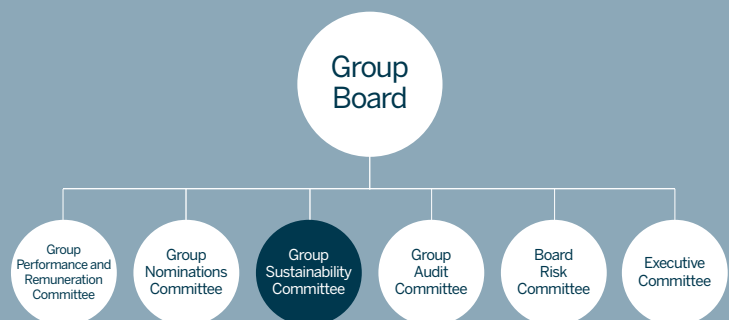 Group
Board
Group
Performance and
Remuneration
Committee
Group
Nominations
Committee
Group
Sustainability
Committee
Group
Audit
Committee
Board
Risk
Committee
Executive
Committee